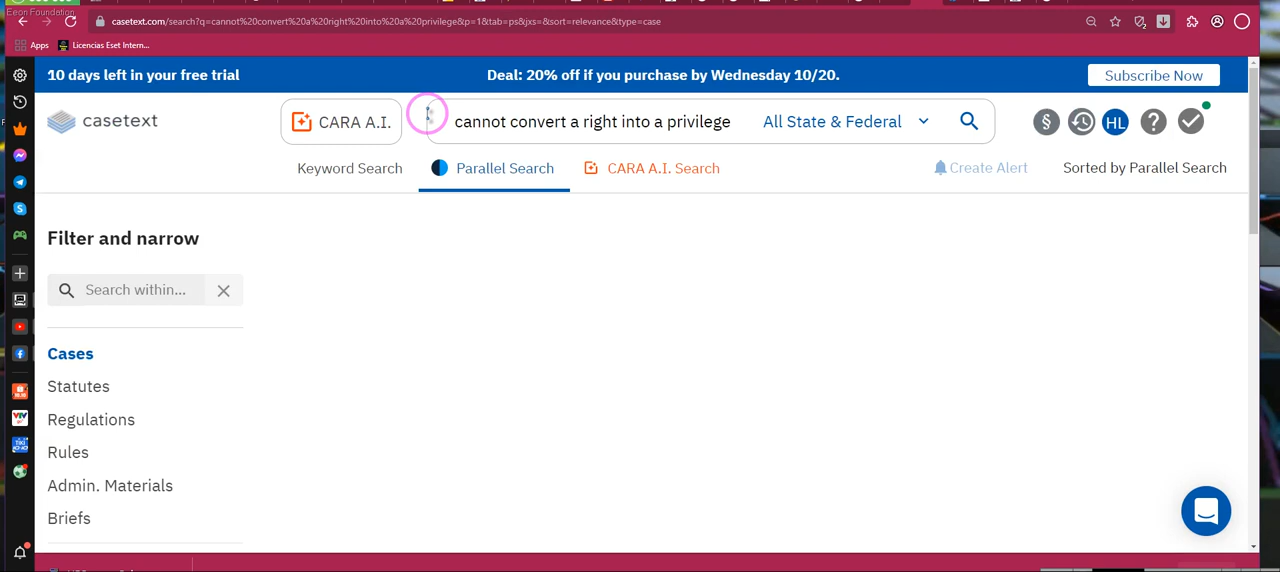 Eeon Foundation
casetext.com/search?q=cannot%20convert%20a%20right%20into%20a%20privilege&p=1&tab=ps&jxs=&sort=relevance&type=case
Apps Licencias Eset Intern...
10 days left in your free trial
Deal: 20% off if you purchase by Wednesday 10/20.
Subscribe Now
casetext
CARA A.I.
cannot convert a right into a privilege
All State & Federal
§
HL
?
Keyword Search
Parallel Search
CARA A.I. Search
Create Alert
Sorted by Parallel Search
Filter and narrow
Search within...
Cases
Statutes
Regulations
Rules
Admin. Materials
Briefs